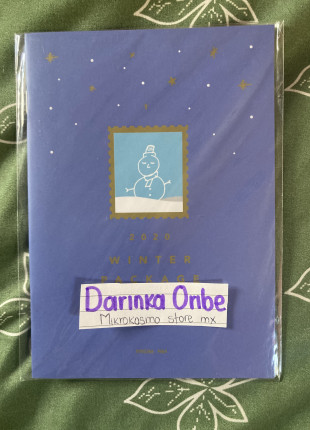 2020
WINTER
PACKAGE
Darinka Onbe
Mikrokosmo store mx